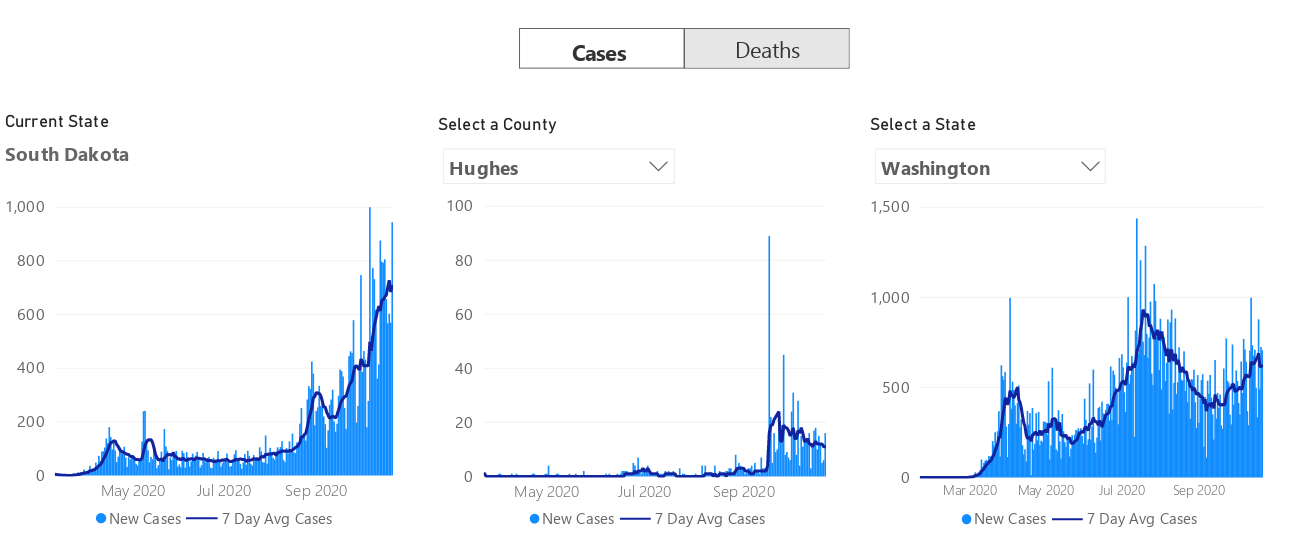 Cases Deaths
Current State
South Dakota
1,000
800
600
400
200
0
May 2020 Jul 2020 Sep 2020
New Cases 7 Day Avg Cases
Select a County
Hughes
100
80
60
40
20
0
May 2020 Jul 2020 Sep 2020
New Cases 7 Day Avg Cases
Select a State
Washington
1,500
1,000
500
0
Mar 2020 May 2020 Jul 2020 Sep 2020
New Cases 7 Day Avg Cases